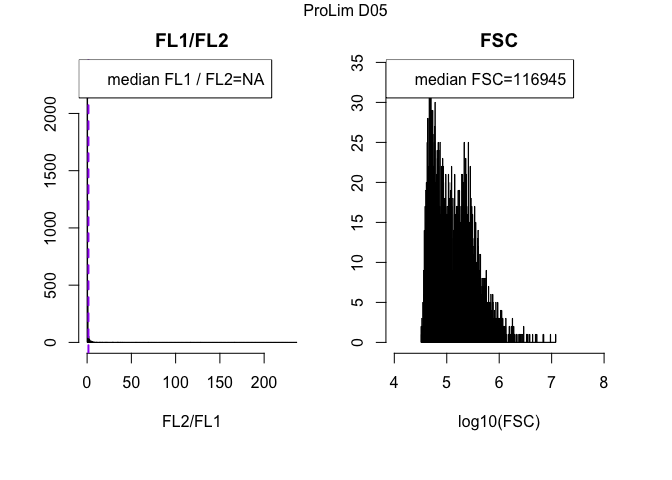 ProLim D05
FL1/FL2
median FL1 / FL2=NA
2000
1500
1000
500
0
0 50 100 150 200
FL2/FL1
FSC
median FSC=116945
35
30
25
20
15
10
5
0
4 5 6 7 8
log10(FSC)